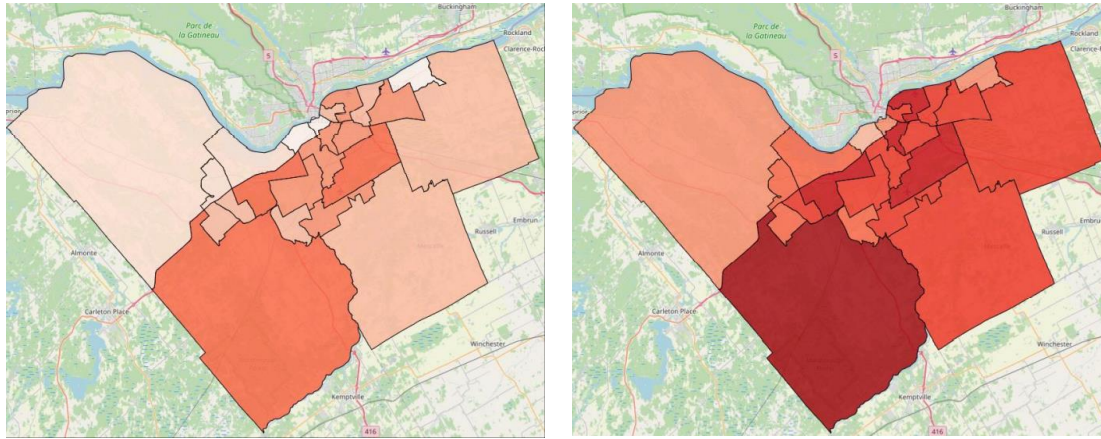 Buckingham
Parc de
la Gatineau
5
Rockland
Clarence-Roc
Embrun
Russell
Almonte
Carleton Place
Winchester
Kemptville
416
Buckingham
Parc de
la Gatineau
5
Rockland
Clarence-R
Embrun
Russell
Almonte
Carleton Place
Winchester
Kemptville
416